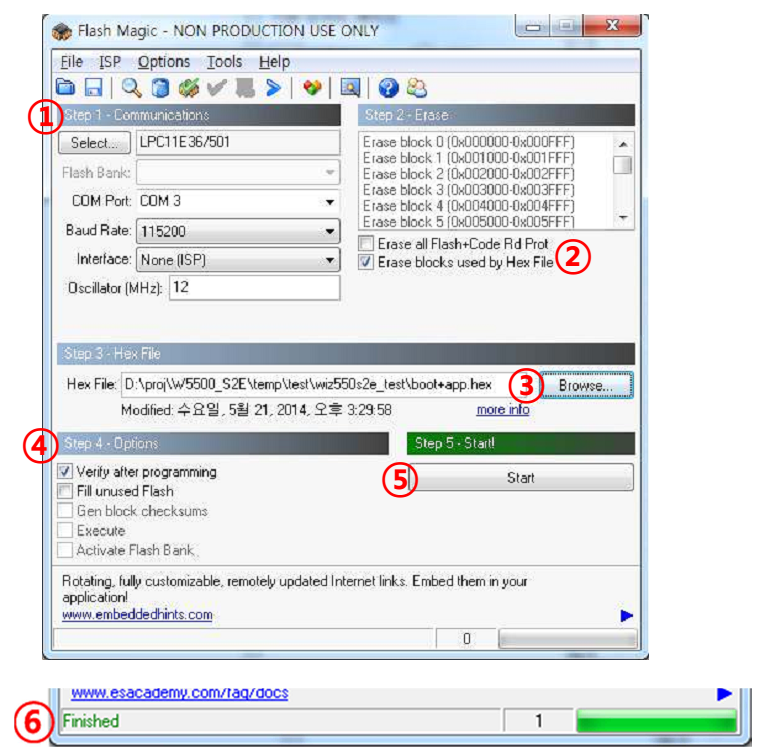 Flash Magic - NON PRODUCTION USE ONLY
File ISP Options Tools Help
① Step 1 - Communications
Select... LPC11E36/501
Flash Bank:
COM Port: COM 3
Baud Rate: 115200
Interface: None (ISP)
Oscillator (MHz): 12
Step 2 - Erase
Erase block 0 (0x000000-0x000FFF)
Erase block 1 (0x001000-0x001FFF)
Erase block 2 (0x002000-0x002FFF)
Erase block 3 (0x003000-0x003FFF)
Erase block 4 (0x004000-0x004FFF)
Erase block 5 (0x005000-0x005FFF)
Erase all Flash+Code Rd Prot
Erase blocks used by Hex File ②
Step 3 - Hex File
Hex File: D:\proj\W5500_S2E\temp\test\wiz550s2e_test\boot+app.hex ③ Browse...
Modified: 수요일, 5월 21, 2014, 오후 3:29:58 more info
④ Step 4 - Options
Verify after programming
Fill unused Flash
Gen block checksums
Execute
Activate Flash Bank
Step 5 - Start!
⑤ Start
Rotating, fully customizable, remotely updated Internet links. Embed them in your
application!
www.embeddedhints.com
0
www.esacademy.com/faq/docs
⑥ Finished 1